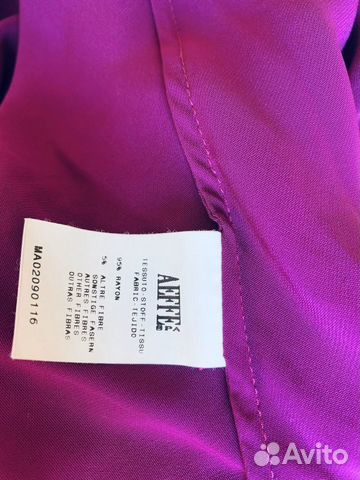 AEFFE
TESSUTO-STOFF-TISSU
FABRIC-TEJIDO
95% RAYON
5% ALTRE FIBRE
SONSTIGE FASERN
AUTRES FIBRES
OTHER FIBRES
OUTRAS FIBRAS
MA02090116
Avito